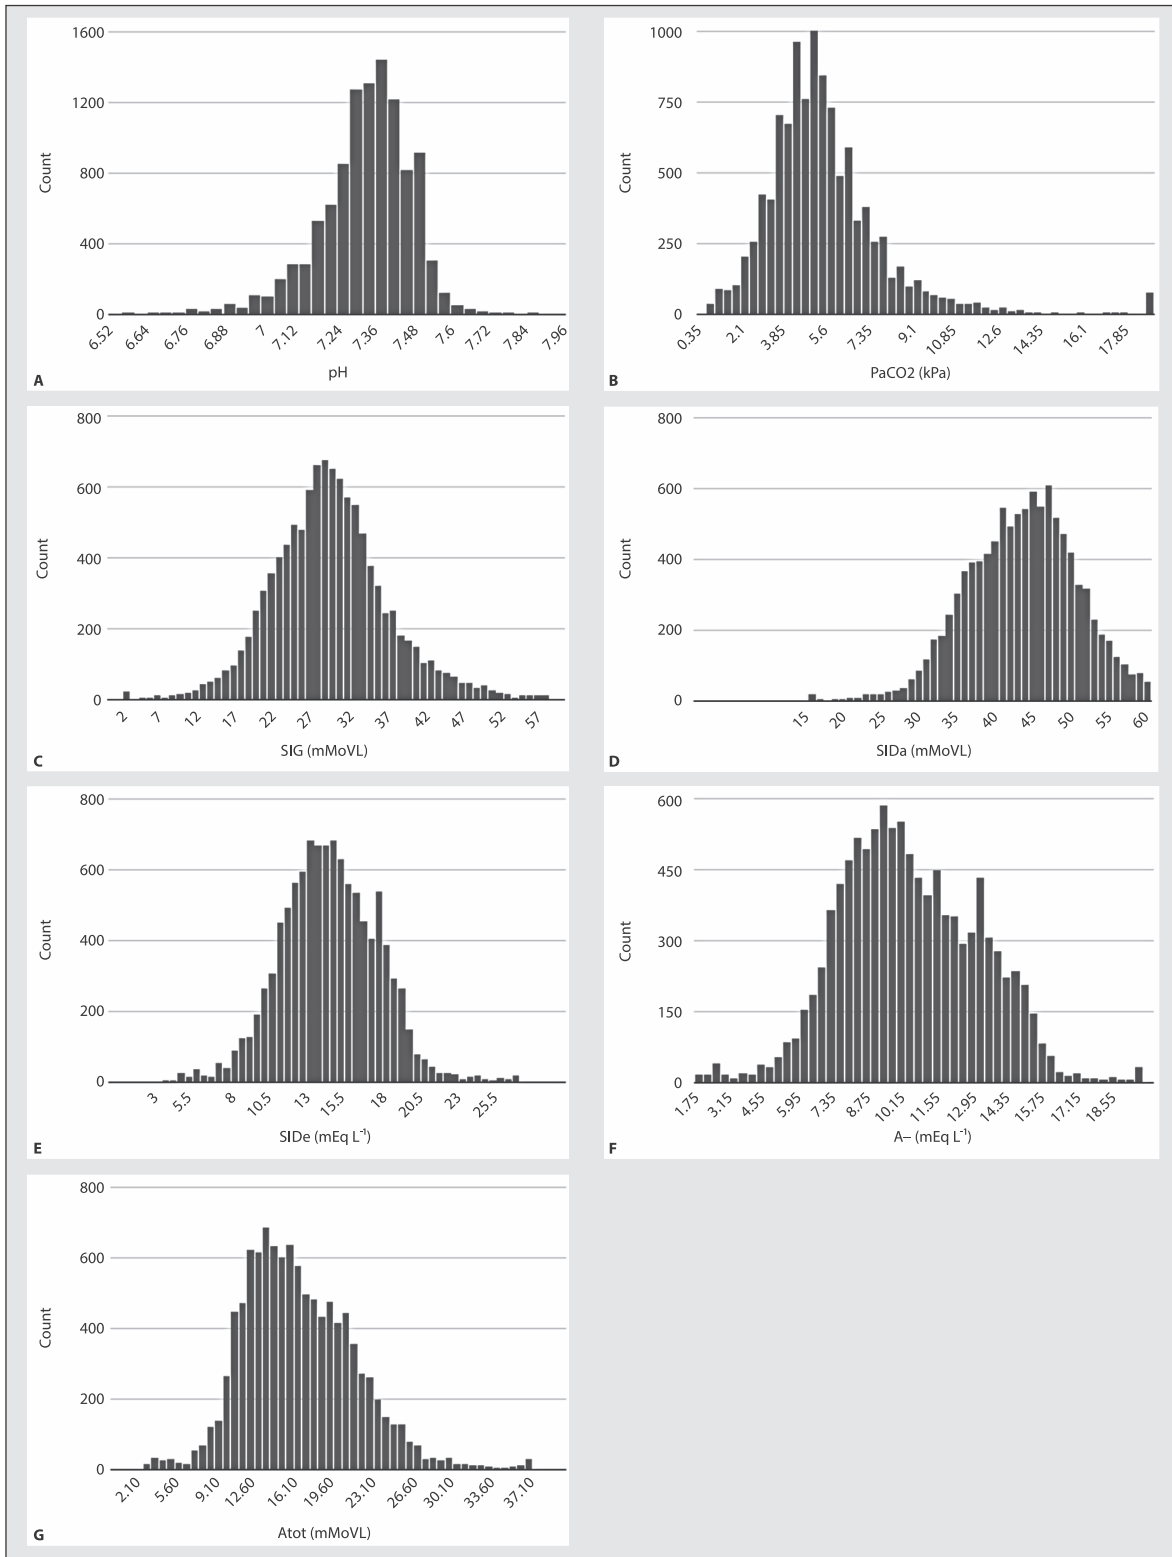 1600
1200
800
400
0
Count
6.52 6.64 6.76 6.88 7 7.12 7.24 7.36 7.48 7.6 7.72 7.84 7.96
pH
A
1000
750
500
250
0
Count
0.35 2.1 3.85 5.6 7.35 9.1 10.85 12.6 14.35 16.1 17.85
PaCO2 (kPa)
B
800
600
400
200
0
Count
2 7 12 17 22 27 32 37 42 47 52 57
SIG (mMoVL)
C
800
600
400
200
0
Count
15 20 25 30 35 40 45 50 55 60
SIDa (mMoVL)
D
800
600
400
200
0
Count
3 5.5 8 10.5 13 15.5 18 20.5 23 25.5
SIDe (mEq L⁻¹)
E
600
450
300
150
0
Count
1.75 3.15 4.55 5.95 7.35 8.75 10.15 11.55 12.95 14.35 15.75 17.15 18.55
A– (mEq L⁻¹)
F
800
600
400
200
0
Count
2.10 5.60 9.10 12.60 16.10 19.60 23.10 26.60 30.10 33.60 37.10
Atot (mMoVL)
G